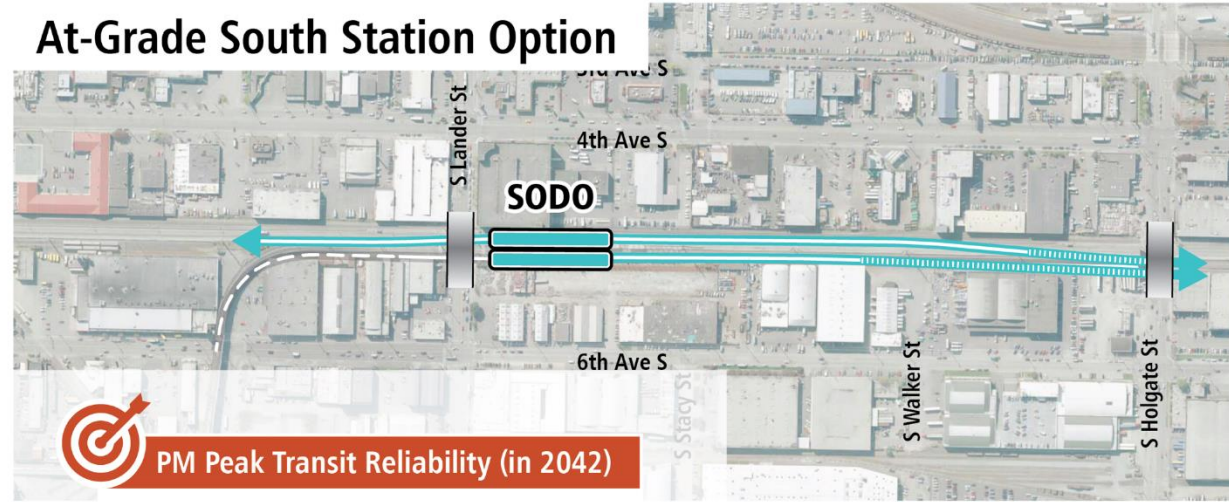 At-Grade South Station Option
3rd Ave S
4th Ave S
S Lander St
SODO
6th Ave S
S Stacy St
S Walker St
S Holgate St
PM Peak Transit Reliability (in 2042)